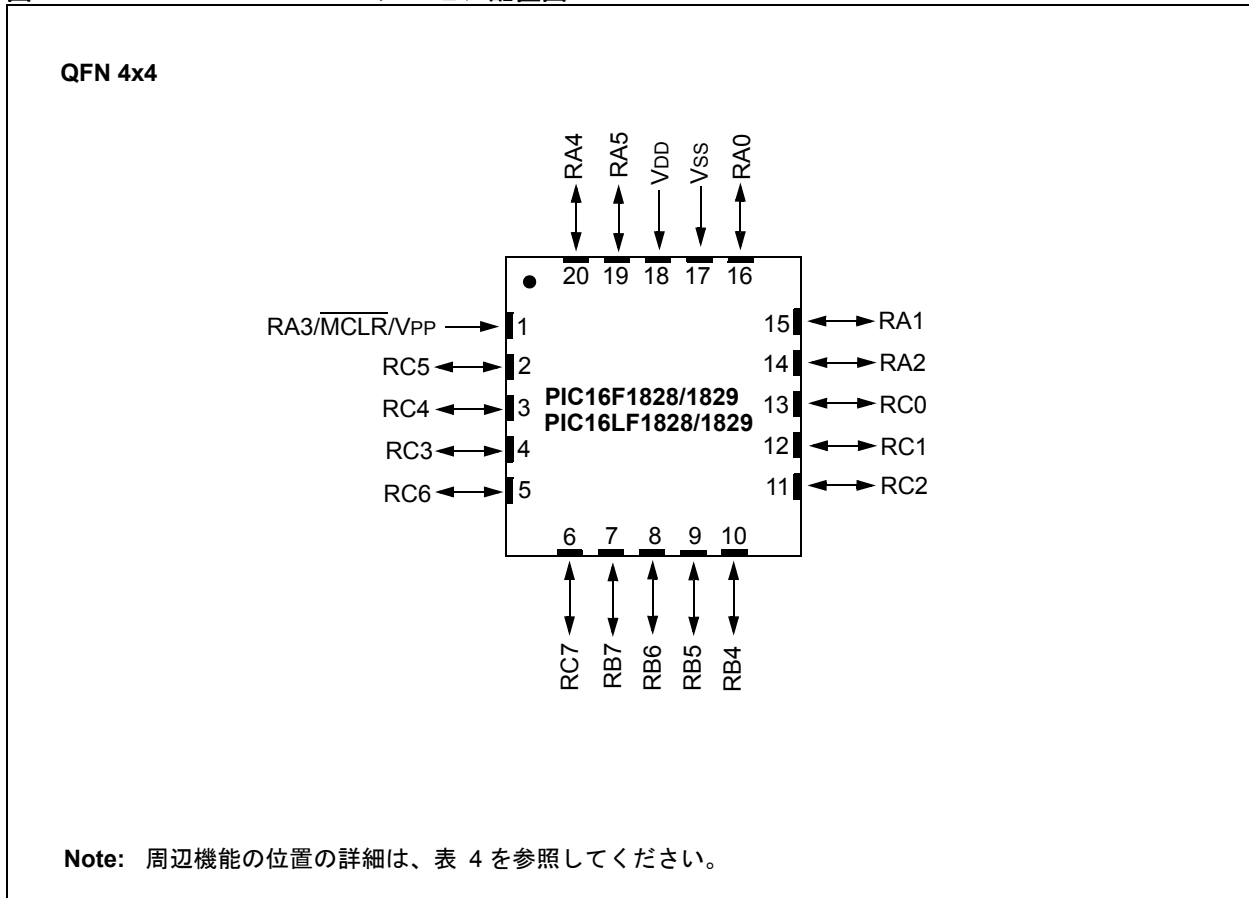 QFN 4x4
RA4
RA5
VDD
VSS
RA0
20 19 18 17 16
RA3/MCLR/VPP 1
RC5 2
RC4 3
RC3 4
RC6 5
PIC16F1828/1829
PIC16LF1828/1829
15 RA1
14 RA2
13 RC0
12 RC1
11 RC2
6 7 8 9 10
RC7
RB7
RB6
RB5
RB4
Note: 周辺機能の位置の詳細は、表 4 を参照してください。